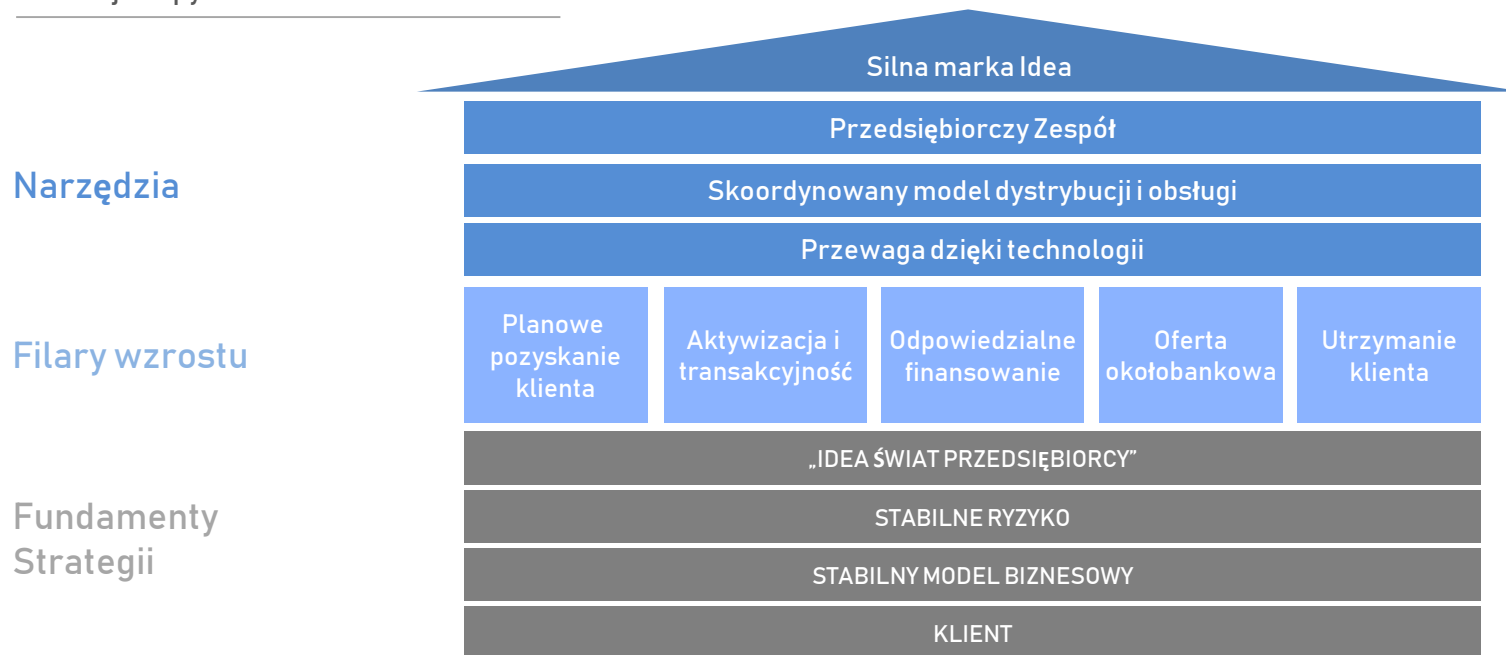 Silna marka Idea
Przedsiębiorczy Zespół
Narzędzia
Skoordynowany model dystrybucji i obsługi
Przewaga dzięki technologii
Filary wzrostu
Planowe
pozyskanie
klienta
Aktywizacja i
transakcyjność
Odpowiedzialne
finansowanie
Oferta
okołobankowa
Utrzymanie
klienta
„IDEA ŚWIAT PRZEDSIĘBIORCY”
Fundamenty
Strategii
STABILNE RYZYKO
STABILNY MODEL BIZNESOWY
KLIENT